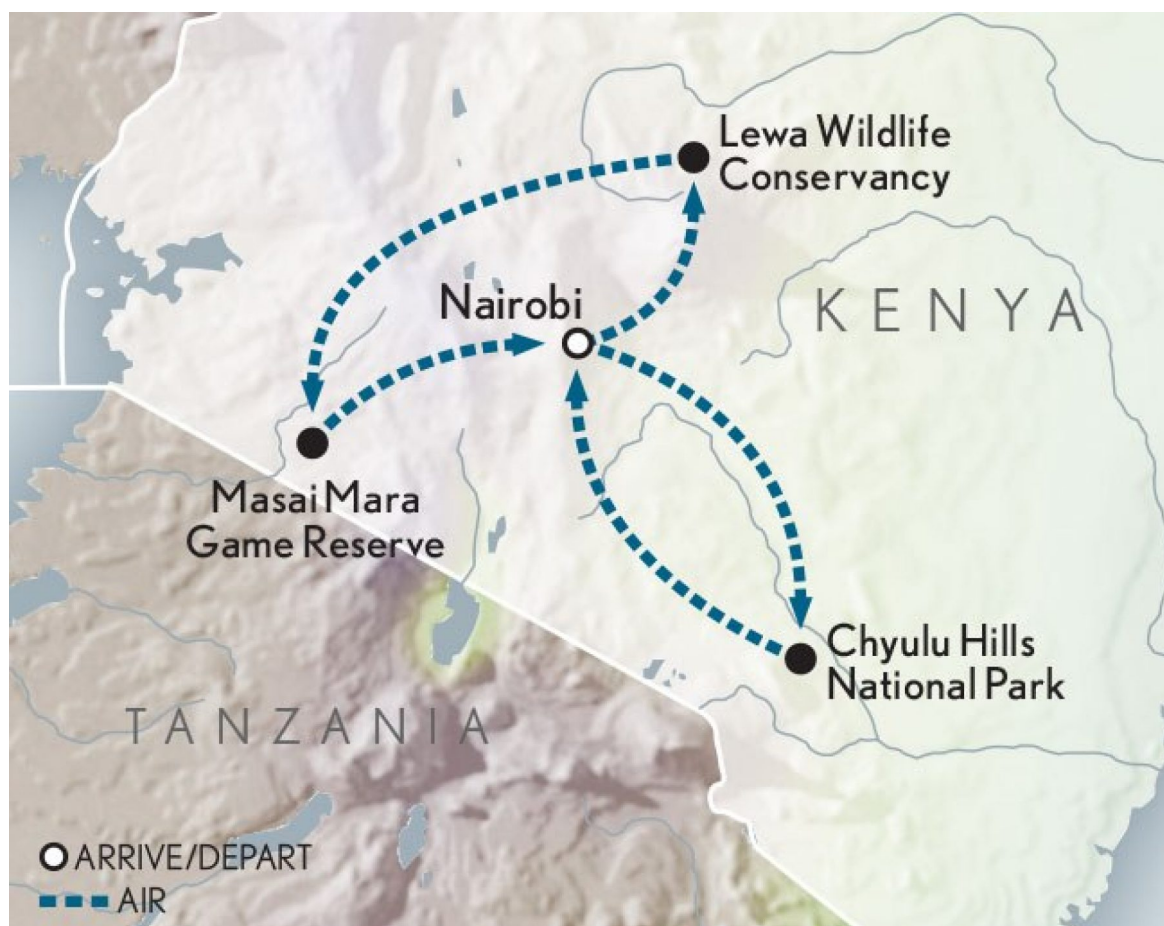 Lewa Wildlife
Conservancy
Nairobi
KENYA
Masai Mara
Game Reserve
Chyulu Hills
National Park
TANZANIA
ARRIVE/DEPART
AIR